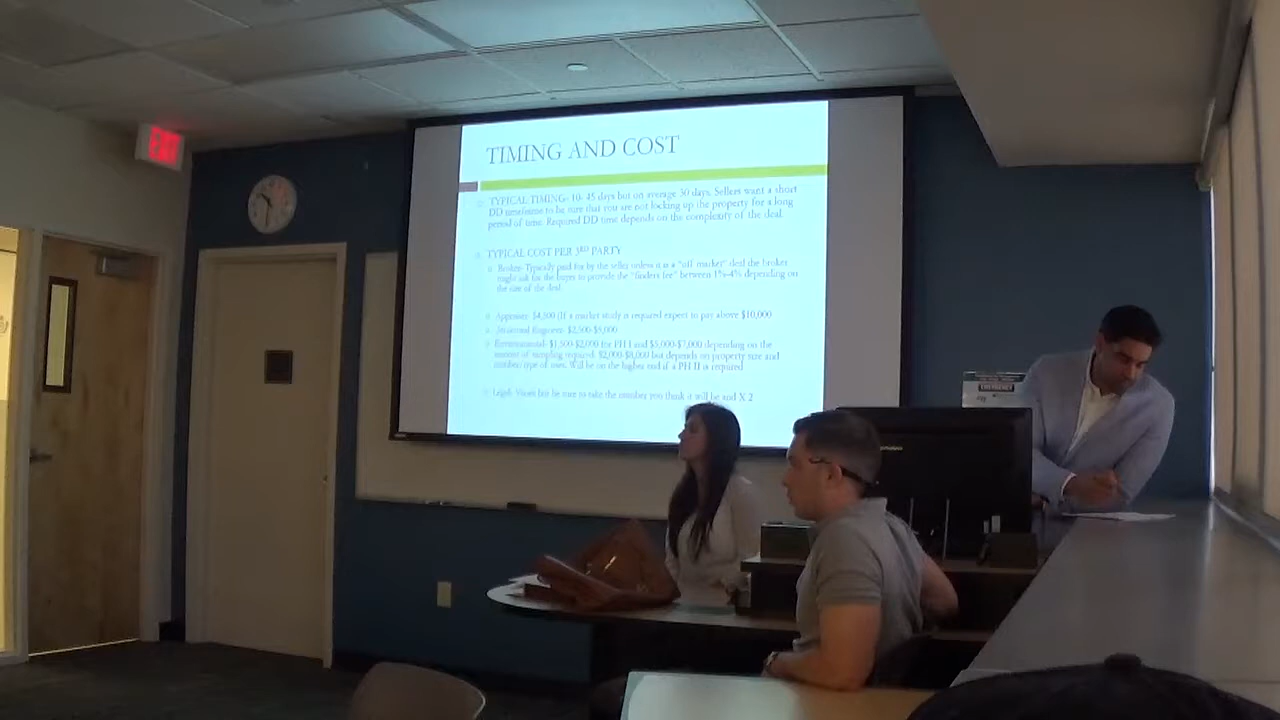 EXIT
TIMING AND COST
TYPICAL TIMING- 10- 45 days but on average 30 days. Sellers want a short
DD timeframe to be sure that you are not locking up the property for a long
period of time. Required DD time depends on the complexity of the deal.
TYPICAL COST PER 3RD PARTY
Broker- Typically paid for by the seller unless it is a "off market" deal the broker
might ask for the buyer to provide the "finders fee" between 1%-4% depending on
the size of the deal
Appraiser- $4,500 (If a market study is required expect to pay above $10,000
Structural Engineer- $2,500-$5,000
Environmental- $1,500-$2,000 for PH I and $5,000-$7,000 depending on the
amount of sampling required. $2,000-$8,000 but depends on property size and
number/type of uses. Will be on the higher end if a PH II is required
Legal- Varies but be sure to take the number you think it will be and X 2
lenovo